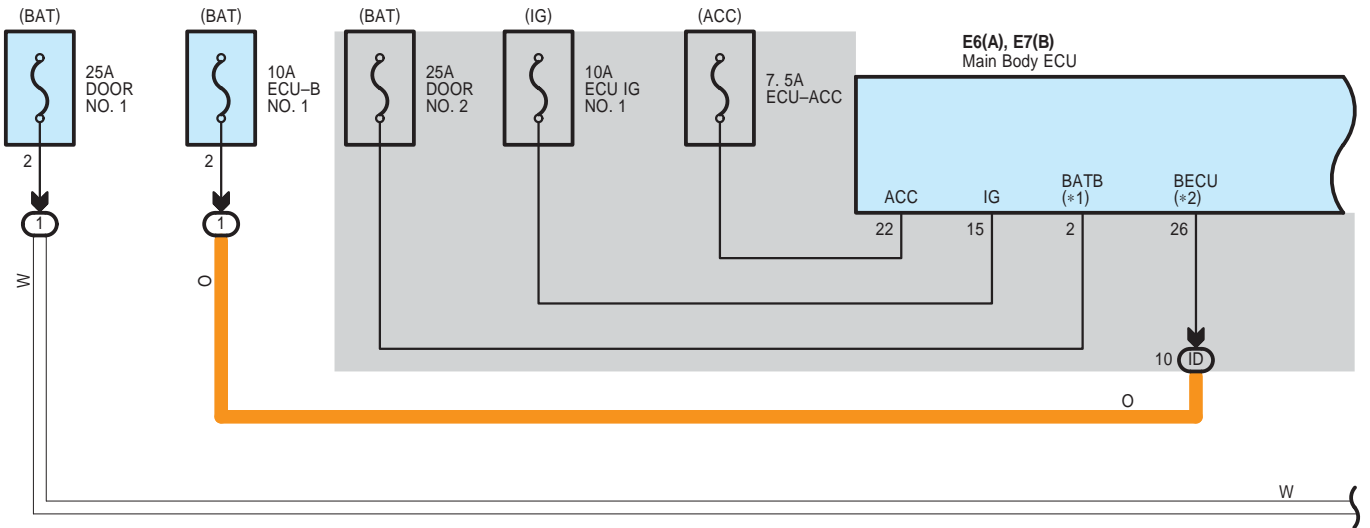 (BAT)
(BAT)
(BAT)
(IG)
(ACC)
25A
DOOR
NO. 1
10A
ECU–B
NO. 1
25A
DOOR
NO. 2
10A
ECU IG
NO. 1
7. 5A
ECU–ACC
E6(A), E7(B)
Main Body ECU
ACC
IG
BATB
(*1)
BECU
(*2)
2
2
22
15
2
26
1
1
W
O
10
ID
O
W